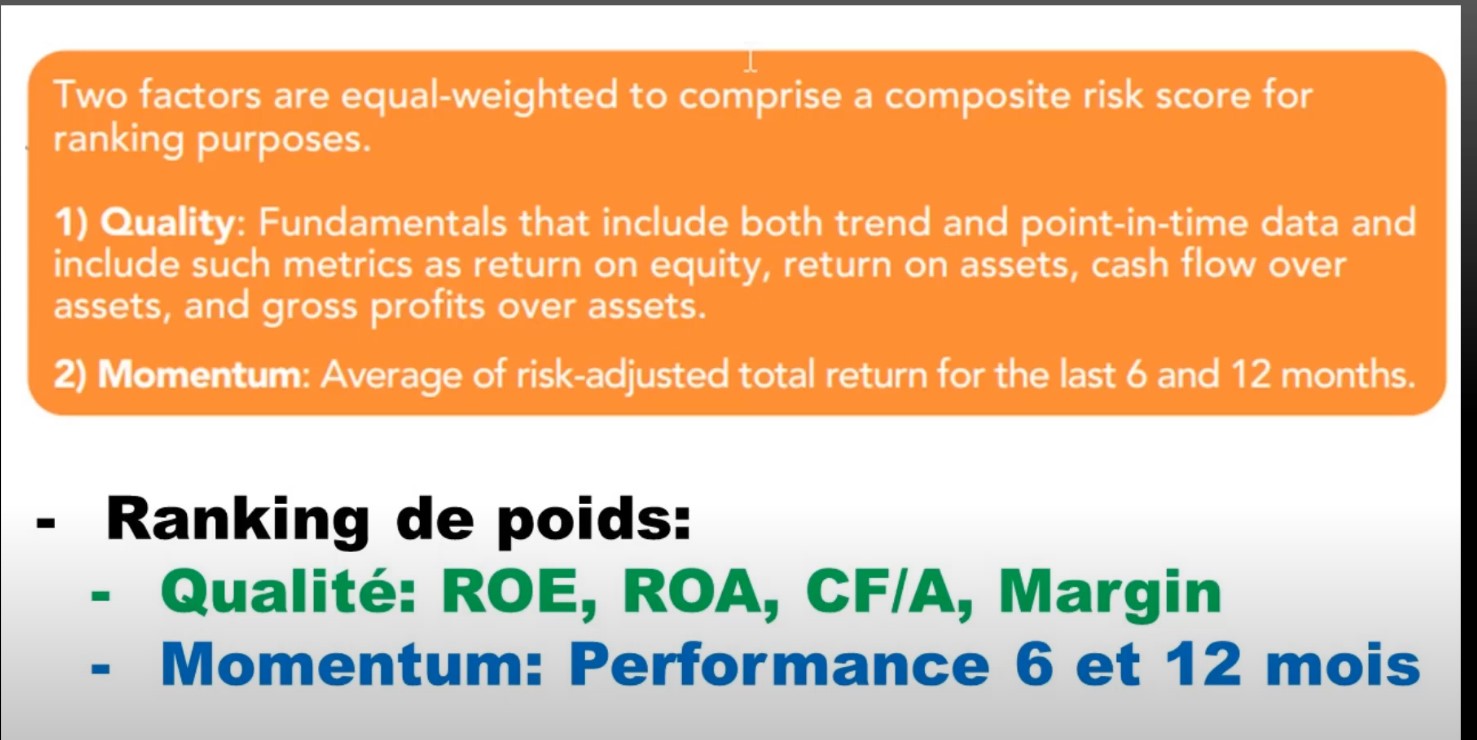 Two factors are equal-weighted to comprise a composite risk score for
ranking purposes.
1) Quality: Fundamentals that include both trend and point-in-time data and
include such metrics as return on equity, return on assets, cash flow over
assets, and gross profits over assets.
2) Momentum: Average of risk-adjusted total return for the last 6 and 12 months.
- Ranking de poids:
- Qualité: ROE, ROA, CF/A, Margin
- Momentum: Performance 6 et 12 mois